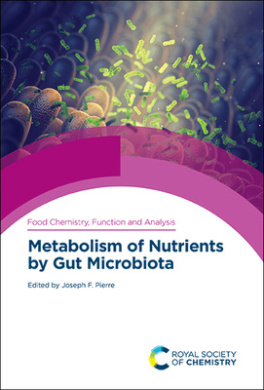 Food Chemistry, Function and Analysis
Metabolism of Nutrients
by Gut Microbiota
Edited by Joseph F. Pierre
ROYAL SOCIETY
OF CHEMISTRY